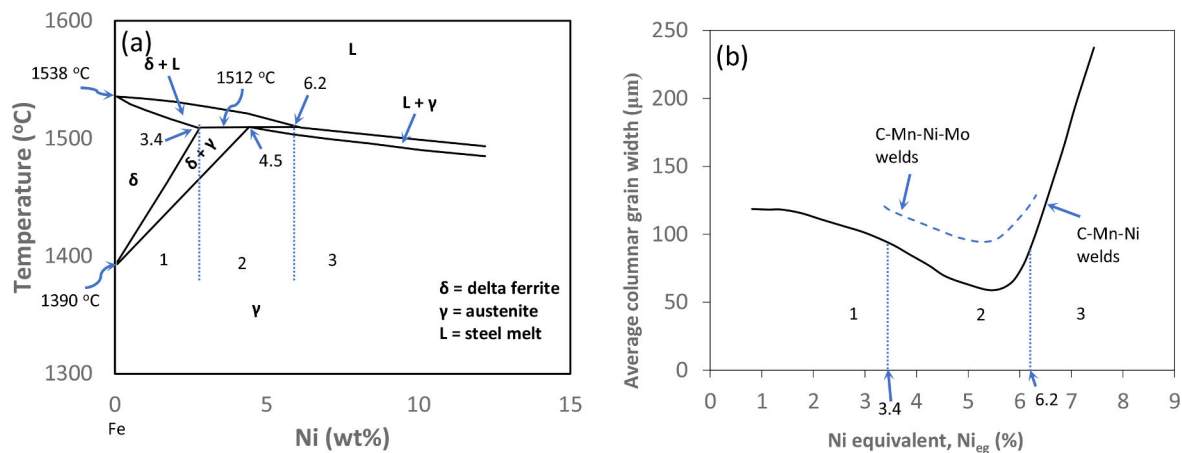 (a)
1600
1500
1400
1300
Temperature (°C)
1538 °C
1390 °C
δ + L
1512 °C
L
6.2
L + γ
3.4
δ + γ
4.5
δ
1
2
3
γ
δ = delta ferrite
γ = austenite
L = steel melt
0
5
10
15
Fe
Ni (wt%)
(b)
250
200
150
100
50
0
Average columnar grain width (μm)
C-Mn-Ni-Mo
welds
C-Mn-Ni
welds
1
2
3
0
1
2
3
4
5
6
7
8
9
3.4
6.2
Ni equivalent, Nieg (%)